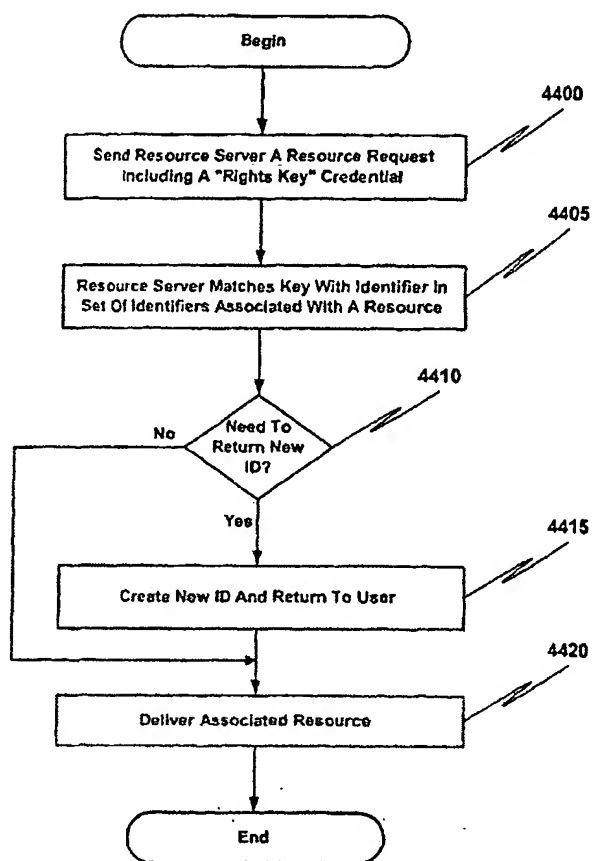 Begin
4400
Send Resource Server A Resource Request
Including A "Rights Key" Credential
4405
Resource Server Matches Key With Identifier In
Set Of Identifiers Associated With A Resource
4410
Need To
Return New
ID?
No
Yes
4415
Create New ID And Return To User
4420
Deliver Associated Resource
End